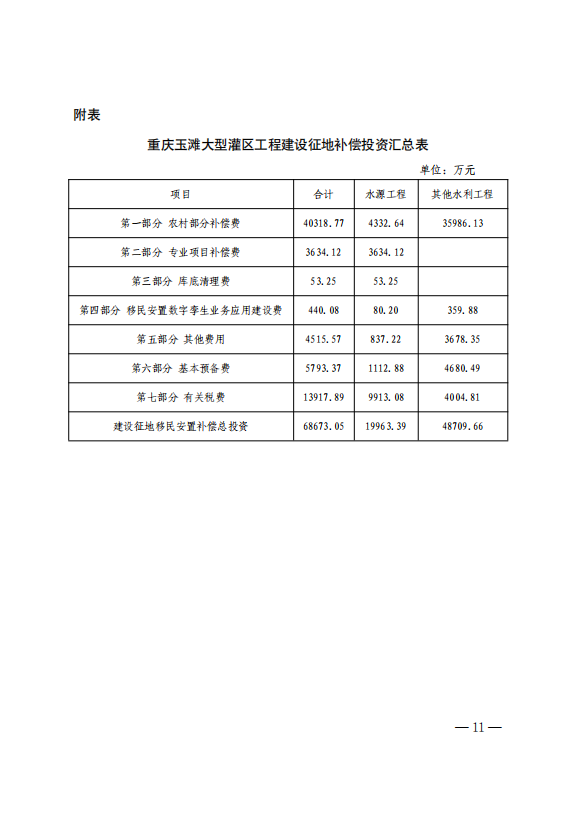 附表
重庆玉滩大型灌区工程建设征地补偿投资汇总表
单位：万元
项目 合计 水源工程 其他水利工程
第一部分 农村部分补偿费 40318.77 4332.64 35986.13
第二部分 专业项目补偿费 3634.12 3634.12
第三部分 库底清理费 53.25 53.25
第四部分 移民安置数字孪生业务应用建设费 440.08 80.20 359.88
第五部分 其他费用 4515.57 837.22 3678.35
第六部分 基本预备费 5793.37 1112.88 4680.49
第七部分 有关税费 13917.89 9913.08 4004.81
建设征地移民安置补偿总投资 68673.05 19963.39 48709.66
— 11 —